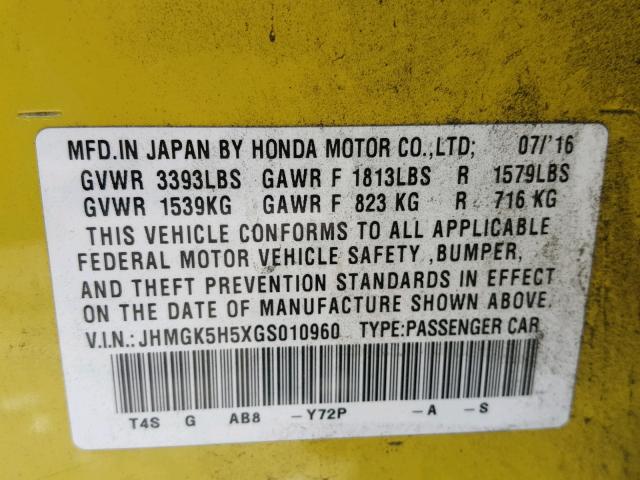 MFD.IN JAPAN BY HONDA MOTOR CO.,LTD; 07/'16
GVWR 3393LBS GAWR F 1813LBS R 1579LBS
GVWR 1539KG GAWR F 823 KG R 716 KG
THIS VEHICLE CONFORMS TO ALL APPLICABLE
FEDERAL MOTOR VEHICLE SAFETY ,BUMPER,
AND THEFT PREVENTION STANDARDS IN EFFECT
ON THE DATE OF MANUFACTURE SHOWN ABOVE.
V.I.N.: JHMGK5H5XGS010960 TYPE:PASSENGER CAR
T4S G AB8 -Y72P -A -S